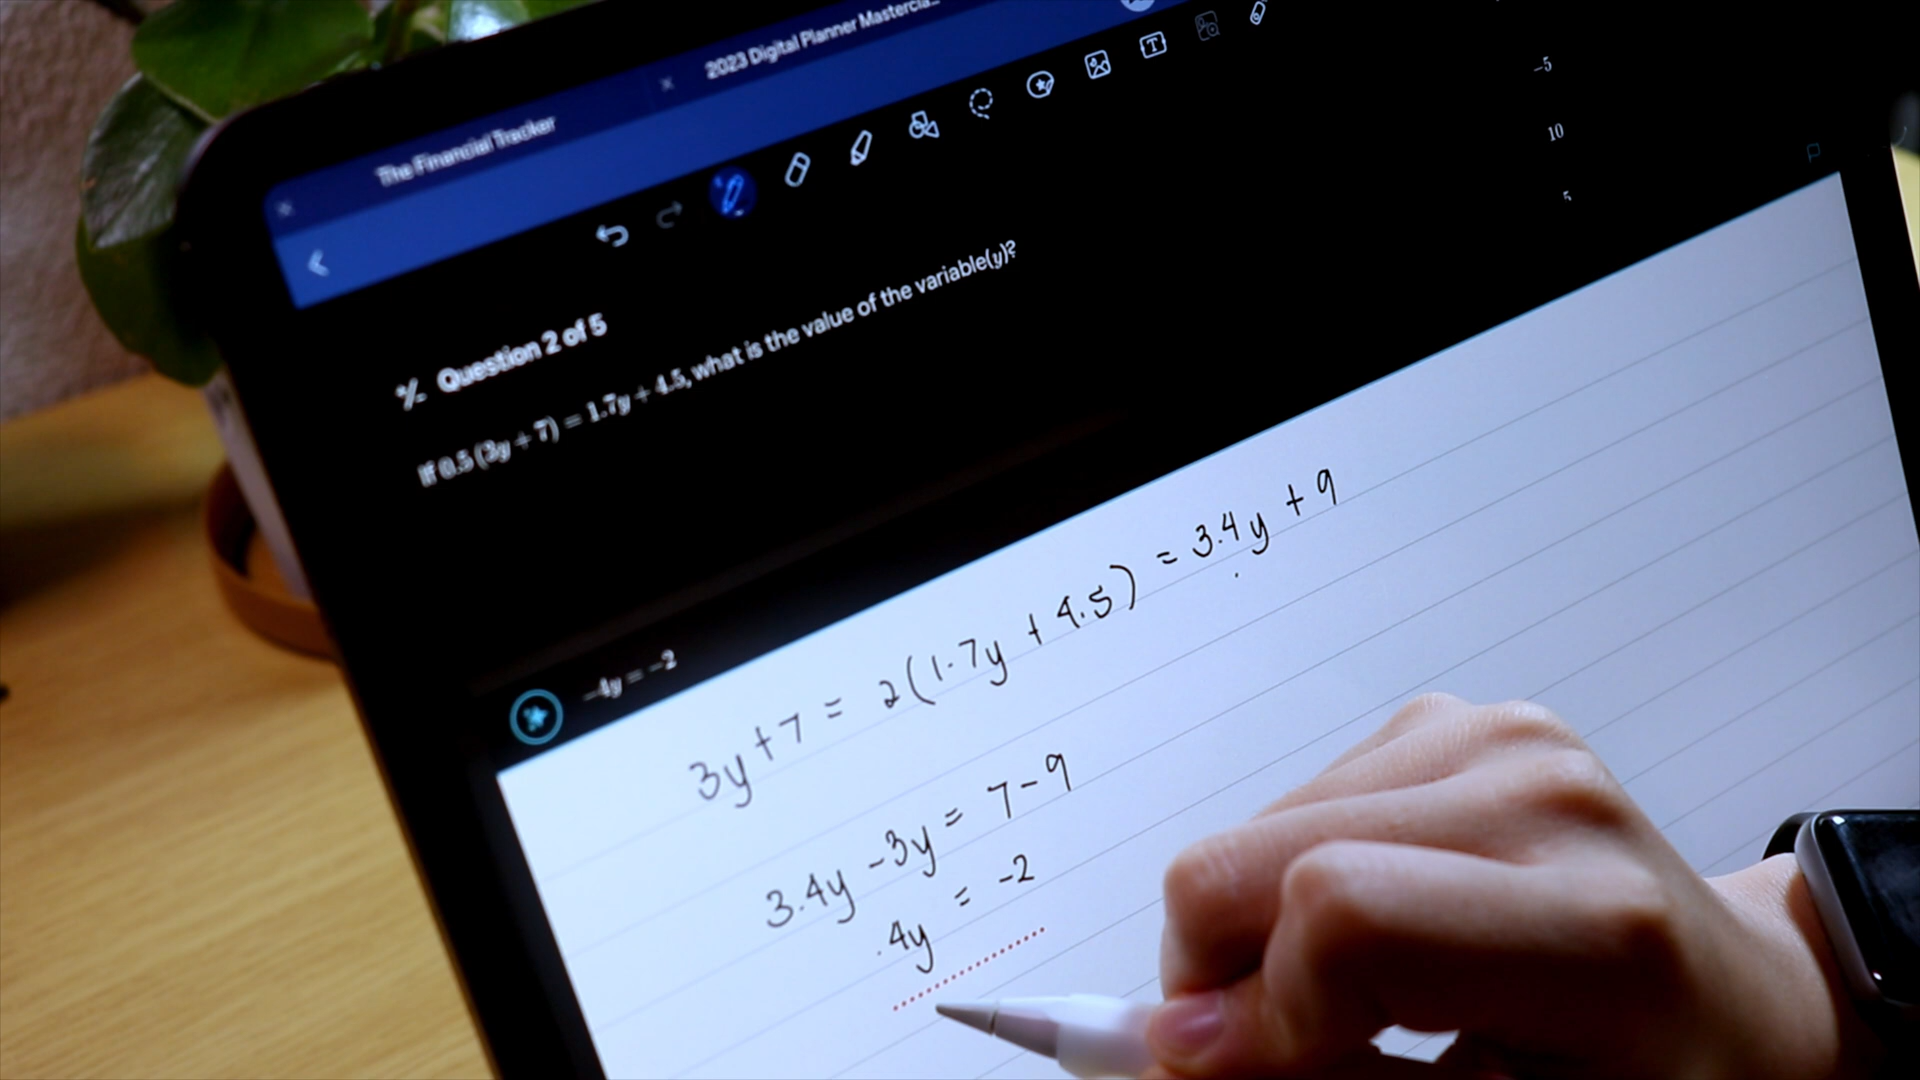 The Financial Tracker
2023 Digital Planner Mastercla...
T
-5
10
5
Question 2 of 5
If 0.5(3y + 7) = 1.7y + 4.5, what is the value of the variable(y)?
-4y = -2
3y + 7 = 2(1.7y + 4.5) = 3.4y + 9
3.4y - 3y = 7 - 9
.4y = -2